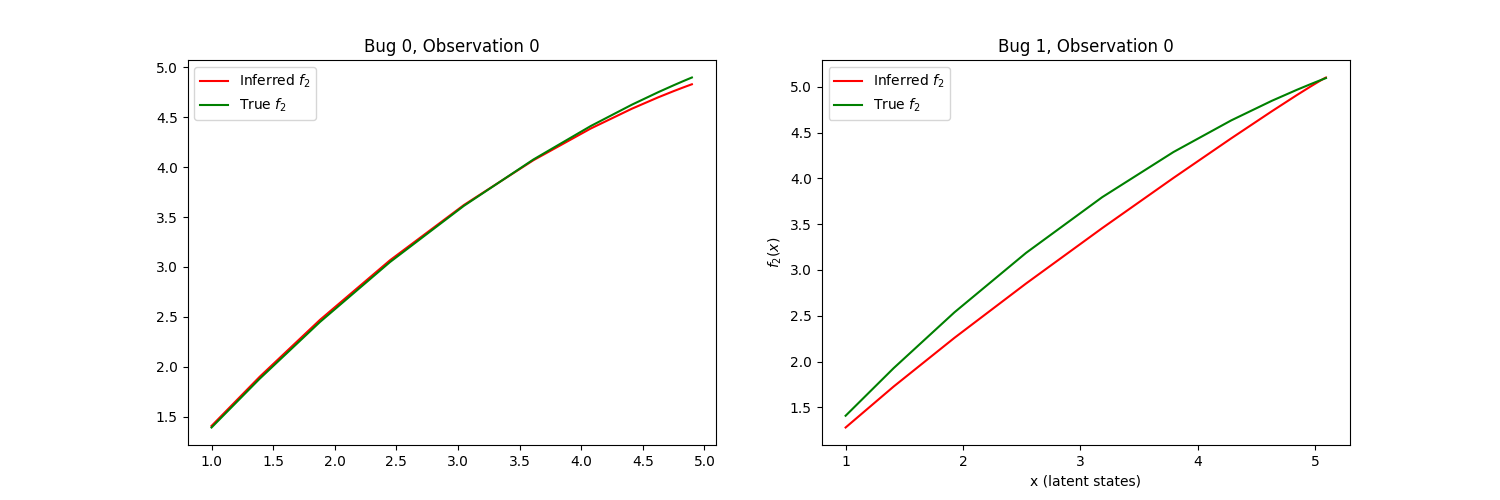 Bug 0, Observation 0
Inferred f₂
True f₂
5.0
4.5
4.0
3.5
3.0
2.5
2.0
1.5
1.0 1.5 2.0 2.5 3.0 3.5 4.0 4.5 5.0
Bug 1, Observation 0
Inferred f₂
True f₂
f₂(x)
5.0
4.5
4.0
3.5
3.0
2.5
2.0
1.5
1 2 3 4 5
x (latent states)